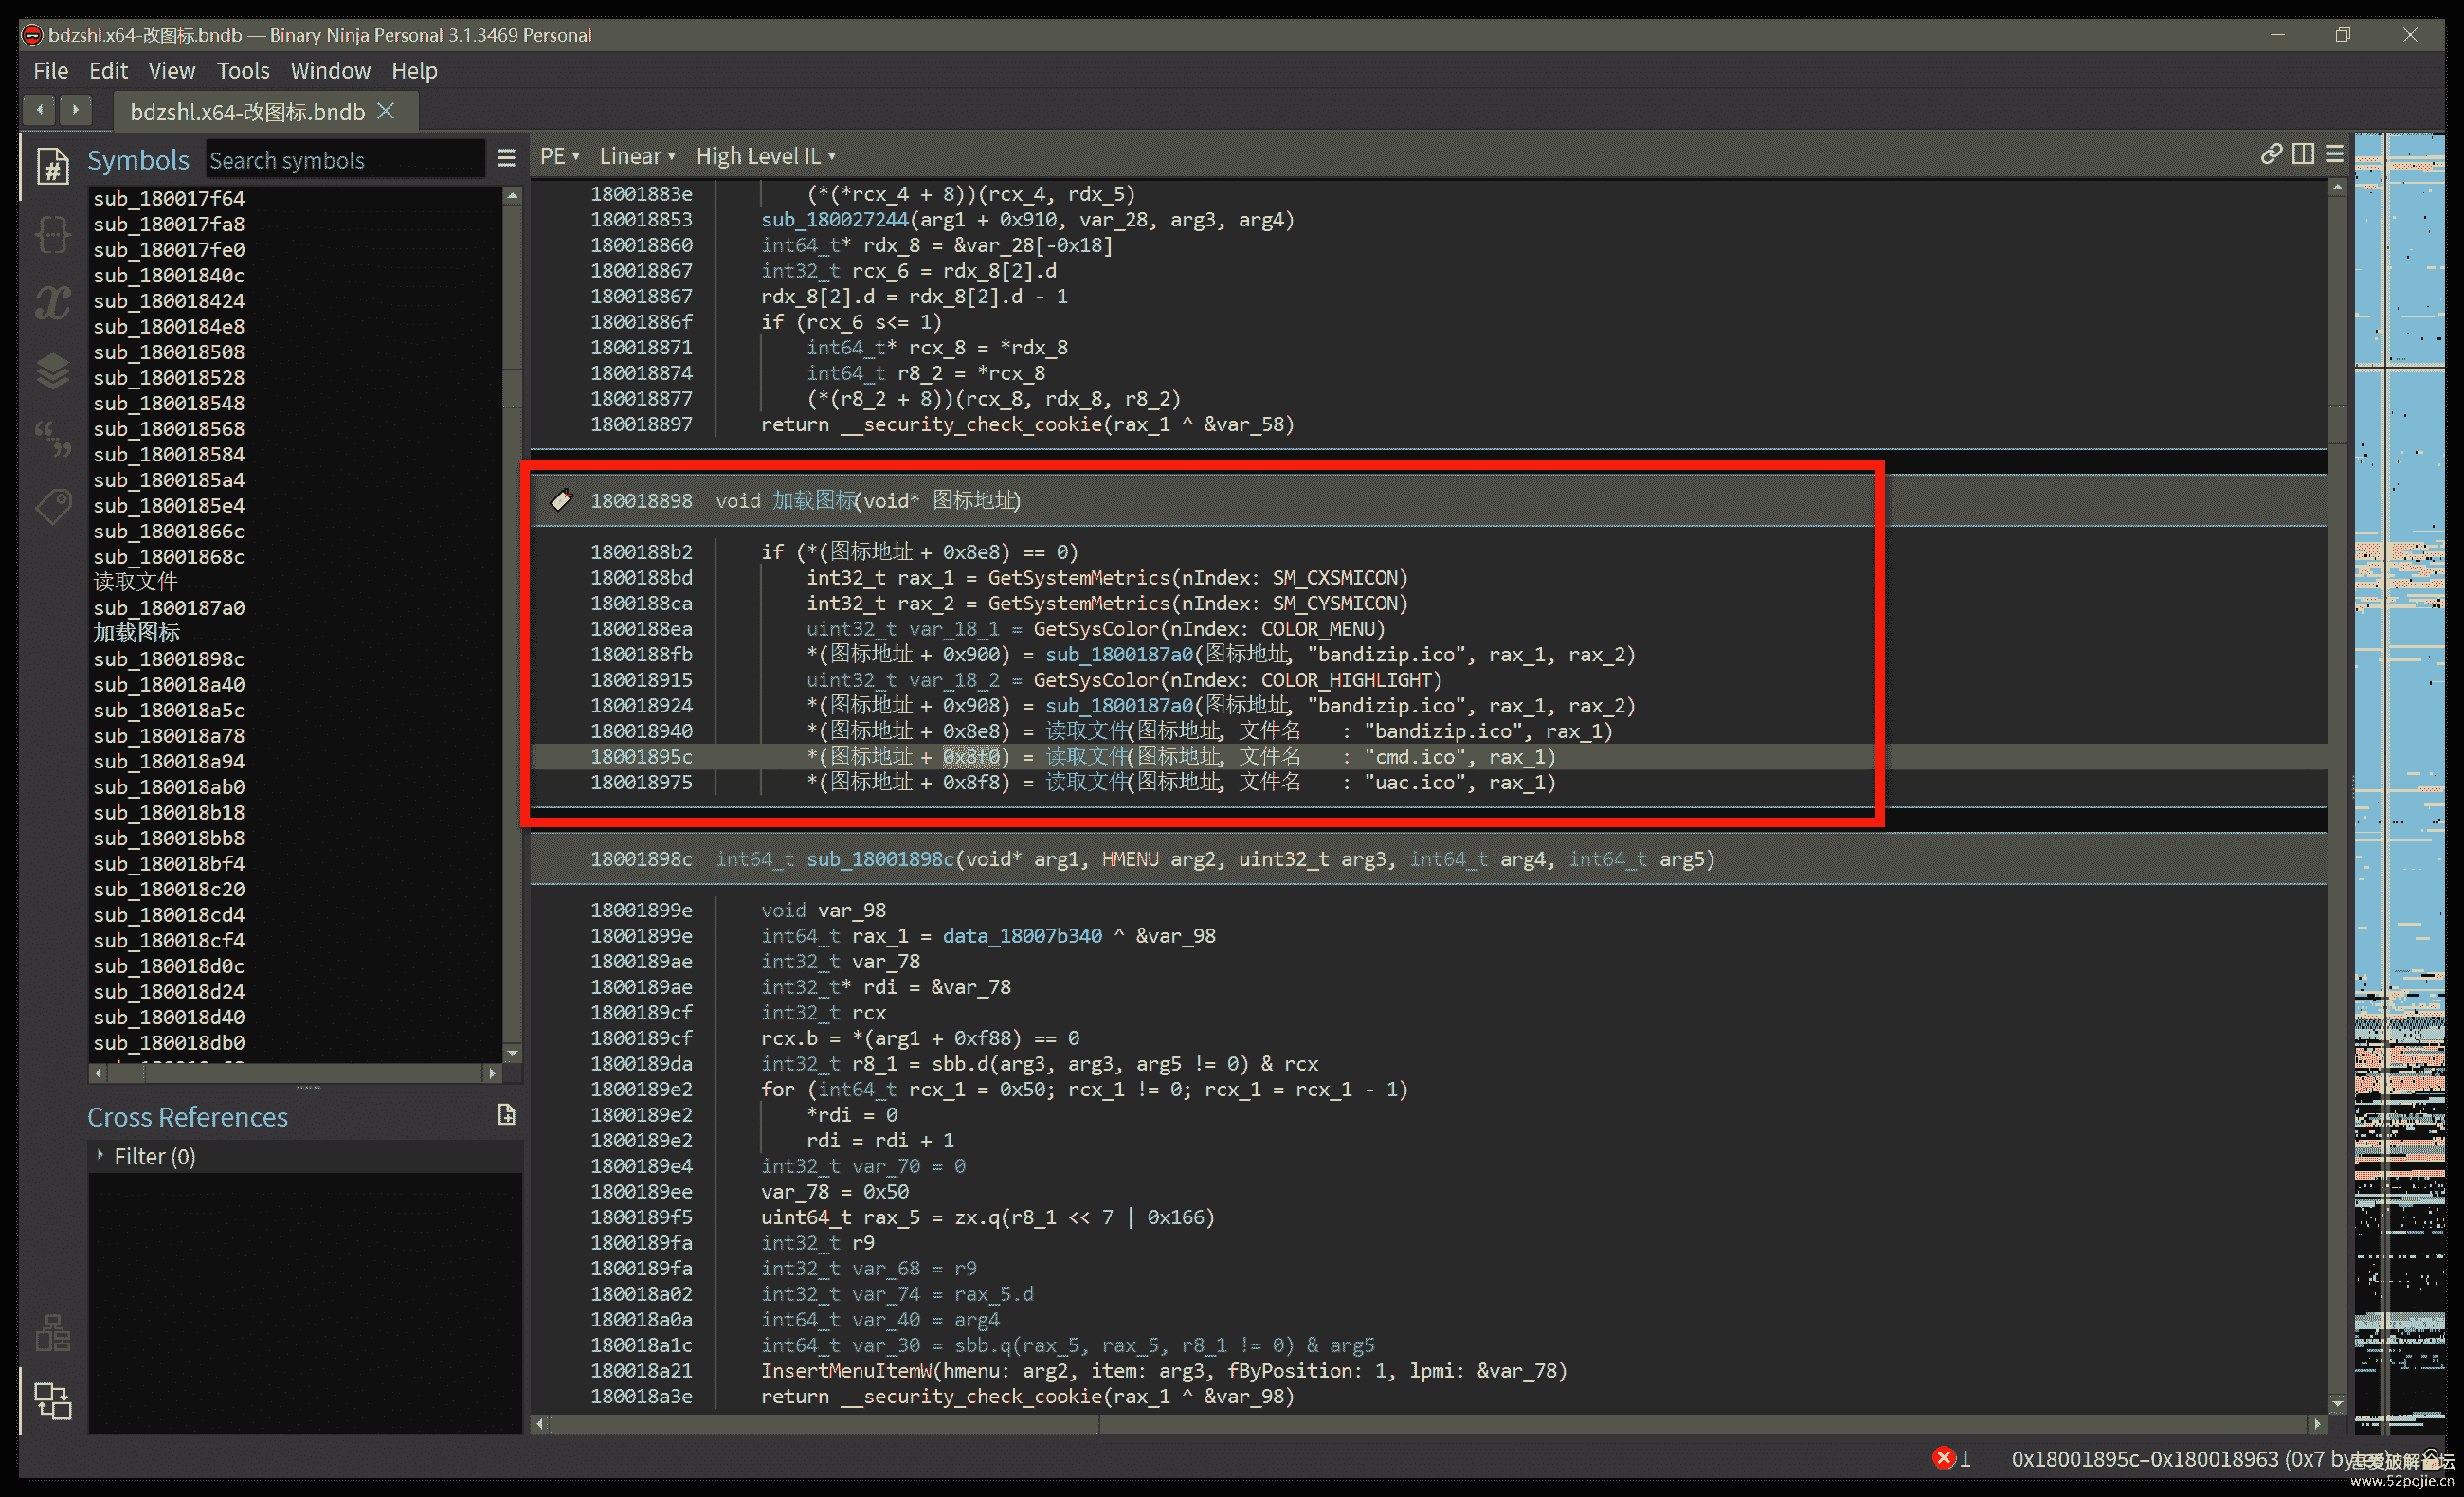 bdzshl.x64-改图标.bndb — Binary Ninja Personal 3.1.3469 Personal
File Edit View Tools Window Help
bdzshl.x64-改图标.bndb
Symbols
Search symbols
sub_180017f64
sub_180017fa8
sub_180017fe0
sub_18001840c
sub_180018424
sub_1800184e8
sub_180018508
sub_180018528
sub_180018548
sub_180018568
sub_180018584
sub_1800185a4
sub_1800185e4
sub_18001866c
sub_18001868c
读取文件
sub_1800187a0
加载图标
sub_18001898c
sub_180018a40
sub_180018a5c
sub_180018a78
sub_180018a94
sub_180018ab0
sub_180018b18
sub_180018bb8
sub_180018bf4
sub_180018c20
sub_180018cd4
sub_180018cf4
sub_180018d0c
sub_180018d24
sub_180018d40
sub_180018db0
Cross References
Filter (0)
PE Linear High Level IL
18001883e (*(*rcx_4 + 8))(rcx_4, rdx_5)
180018853 sub_180027244(arg1 + 0x910, var_28, arg3, arg4)
180018860 int64_t* rdx_8 = &var_28[-0x18]
180018867 int32_t rcx_6 = rdx_8[2].d
180018867 rdx_8[2].d = rdx_8[2].d - 1
18001886f if (rcx_6 s<= 1)
180018871 int64_t* rcx_8 = *rdx_8
180018874 int64_t r8_2 = *rcx_8
180018877 (*(r8_2 + 8))(rcx_8, rdx_8, r8_2)
180018897 return __security_check_cookie(rax_1 ^ &var_58)
180018898 void 加载图标(void* 图标地址)
1800188b2 if (*(图标地址 + 0x8e8) == 0)
1800188bd int32_t rax_1 = GetSystemMetrics(nIndex: SM_CXSMICON)
1800188ca int32_t rax_2 = GetSystemMetrics(nIndex: SM_CYSMICON)
1800188ea uint32_t var_18_1 = GetSysColor(nIndex: COLOR_MENU)
1800188fb *(图标地址 + 0x900) = sub_1800187a0(图标地址, "bandizip.ico", rax_1, rax_2)
180018915 uint32_t var_18_2 = GetSysColor(nIndex: COLOR_HIGHLIGHT)
180018924 *(图标地址 + 0x908) = sub_1800187a0(图标地址, "bandizip.ico", rax_1, rax_2)
180018940 *(图标地址 + 0x8e8) = 读取文件(图标地址, 文件名 : "bandizip.ico", rax_1)
18001895c *(图标地址 + 0x8f0) = 读取文件(图标地址, 文件名 : "cmd.ico", rax_1)
180018975 *(图标地址 + 0x8f8) = 读取文件(图标地址, 文件名 : "uac.ico", rax_1)
18001898c int64_t sub_18001898c(void* arg1, HMENU arg2, uint32_t arg3, int64_t arg4, int64_t arg5)
18001899e void var_98
18001899e int64_t rax_1 = data_18007b340 ^ &var_98
1800189ae int32_t var_78
1800189ae int32_t* rdi = &var_78
1800189cf int32_t rcx
1800189cf rcx.b = *(arg1 + 0xf88) == 0
1800189da int32_t r8_1 = sbb.d(arg3, arg3, arg5 != 0) & rcx
1800189e2 for (int64_t rcx_1 = 0x50; rcx_1 != 0; rcx_1 = rcx_1 - 1)
1800189e2 *rdi = 0
1800189e2 rdi = rdi + 1
1800189e4 int32_t var_70 = 0
1800189ee var_78 = 0x50
1800189f5 uint64_t rax_5 = zx.q(r8_1 << 7 | 0x166)
1800189fa int32_t r9
1800189fa int32_t var_68 = r9
180018a02 int32_t var_74 = rax_5.d
180018a0a int64_t var_40 = arg4
180018a1c int64_t var_30 = sbb.q(rax_5, rax_5, r8_1 != 0) & arg5
180018a21 InsertMenuItemW(hmenu: arg2, item: arg3, fByPosition: 1, lpmi: &var_78)
180018a3e return __security_check_cookie(rax_1 ^ &var_98)
1 0x18001895c–0x180018963 (0x7
www.52pojie.cn